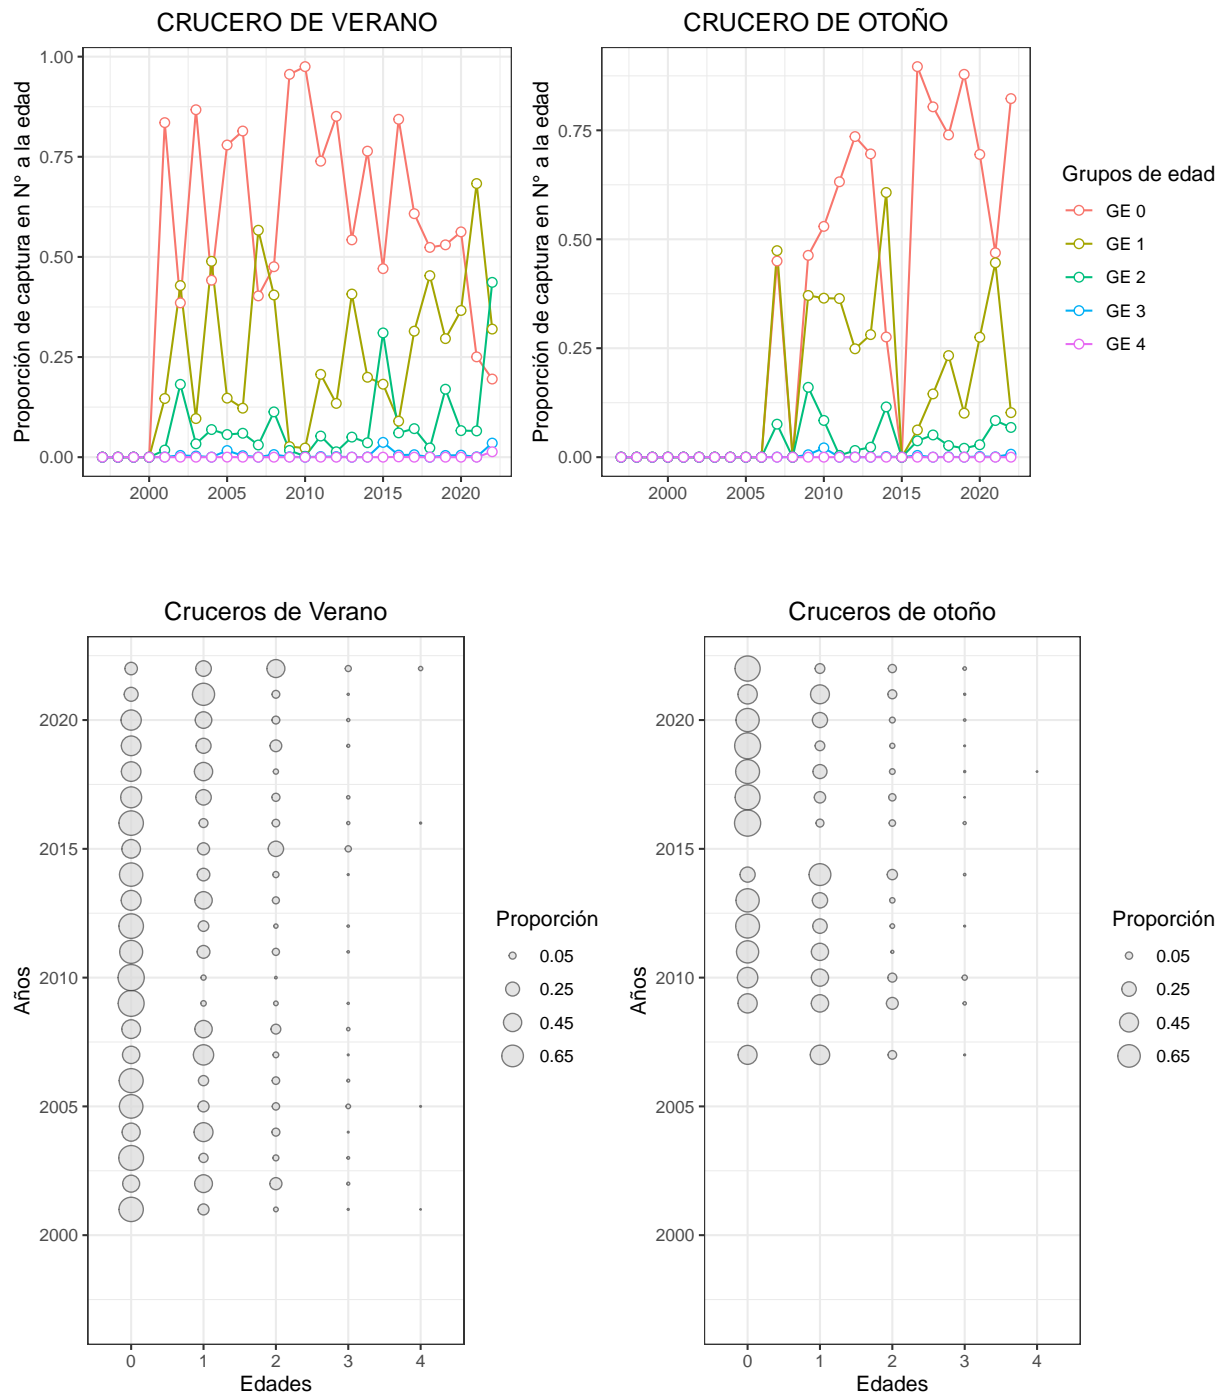 CRUCERO DE VERANO
CRUCERO DE OTOÑO
Proporción de captura en N° a la edad
1.00
0.75
0.50
0.25
0.00
2000 2005 2010 2015 2020
Proporción de captura en N° a la edad
0.75
0.50
0.25
0.00
2000 2005 2010 2015 2020
Grupos de edad
GE 0
GE 1
GE 2
GE 3
GE 4
Cruceros de Verano
Años
2020
2015
2010
2005
2000
0 1 2 3 4
Edades
Proporción
0.05
0.25
0.45
0.65
Cruceros de otoño
Años
2020
2015
2010
2005
2000
0 1 2 3 4
Edades
Proporción
0.05
0.25
0.45
0.65